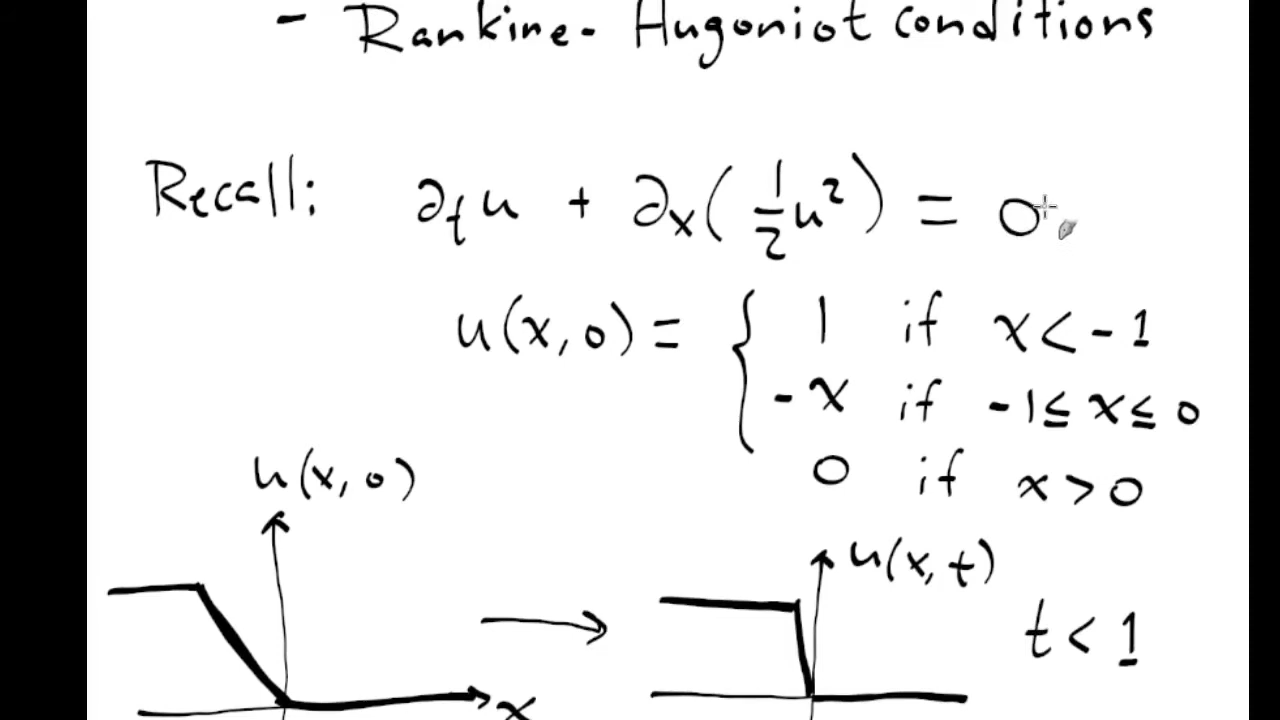 - Rankine-Hugoniot conditions
Recall: ∂ₜu + ∂ₓ(½u²) = 0.
u(x,0) = { 1 if x < -1
-x if -1 ≤ x ≤ 0
0 if x > 0
u(x,0)
u(x,t)
t < 1
x